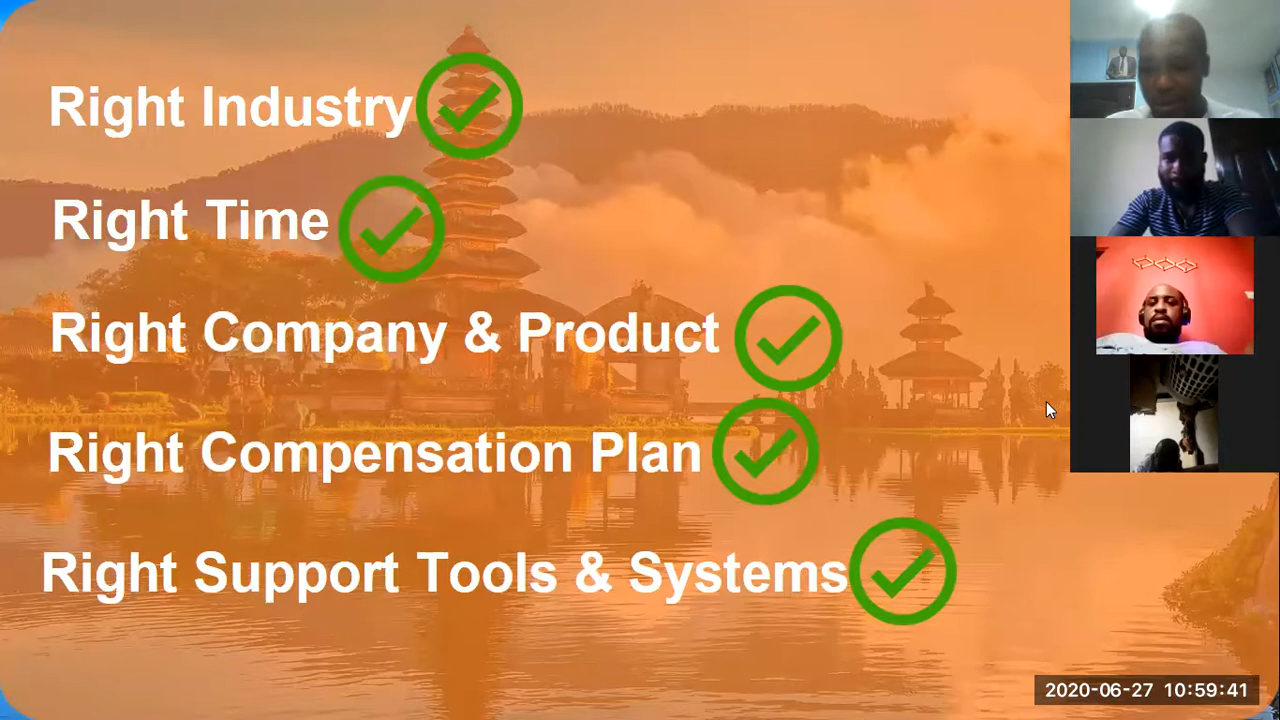 Right Industry
Right Time
Right Company & Product
Right Compensation Plan
Right Support Tools & Systems
2020-06-27 10:59:41